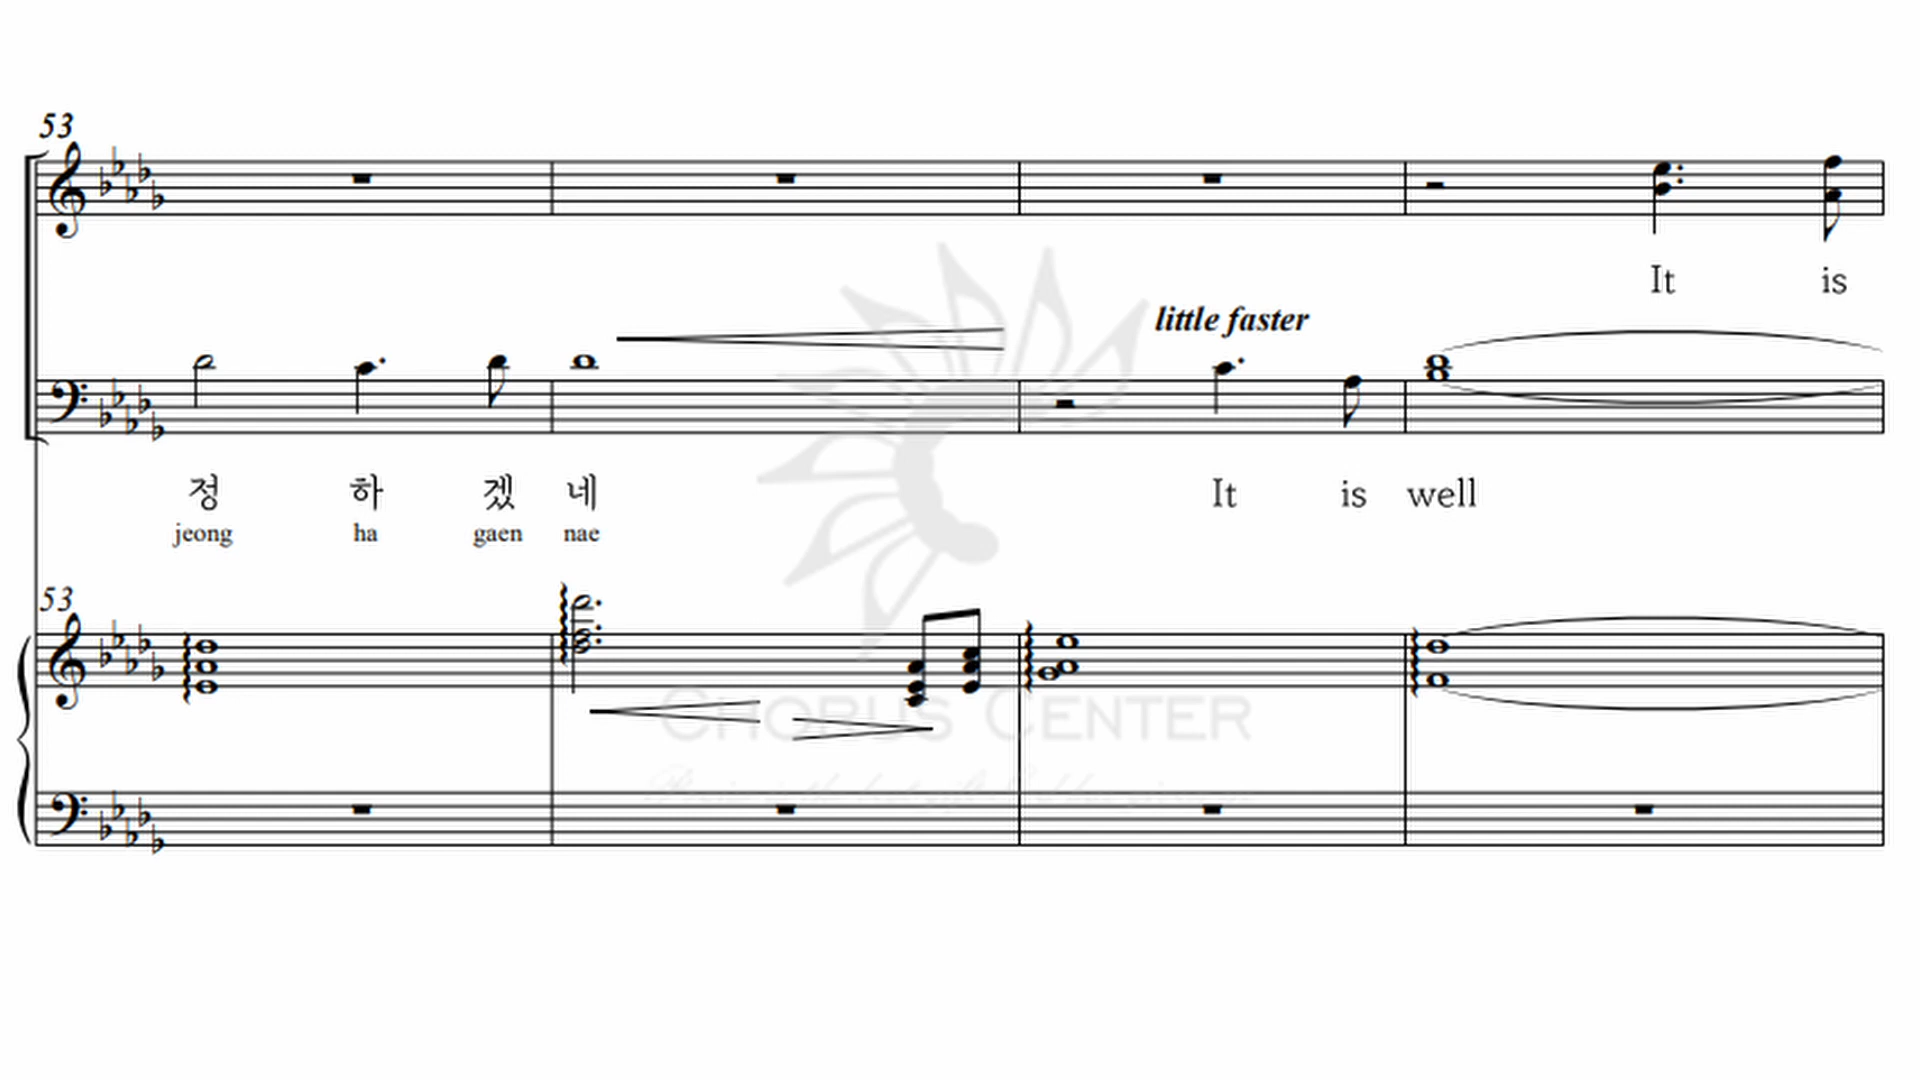 53
It is
little faster
정 하 겠 네 It is well
jeong ha gaen nae
53
CHORUS CENTER